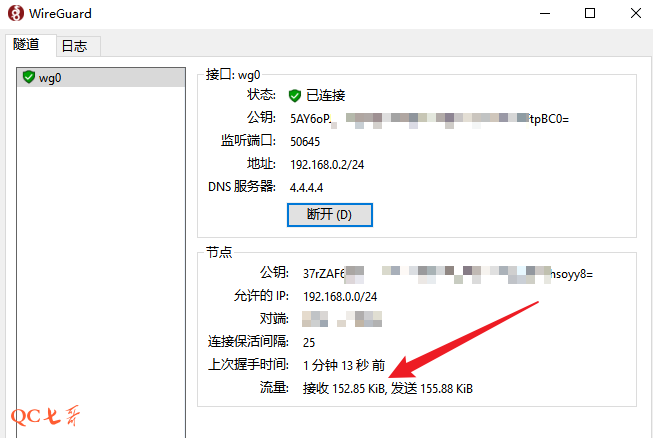 WireGuard
隧道 日志
wg0
接口: wg0
状态: 已连接
公钥: 5AY6oP. tpBC0=
监听端口: 50645
地址: 192.168.0.2/24
DNS 服务器: 4.4.4.4
断开 (D)
节点
公钥: 37rZAF6 nsoyy8=
允许的 IP: 192.168.0.0/24
对端:
连接保活间隔: 25
上次握手时间: 1 分钟 13 秒 前
流量: 接收 152.85 KiB, 发送 155.88 KiB
QC七哥